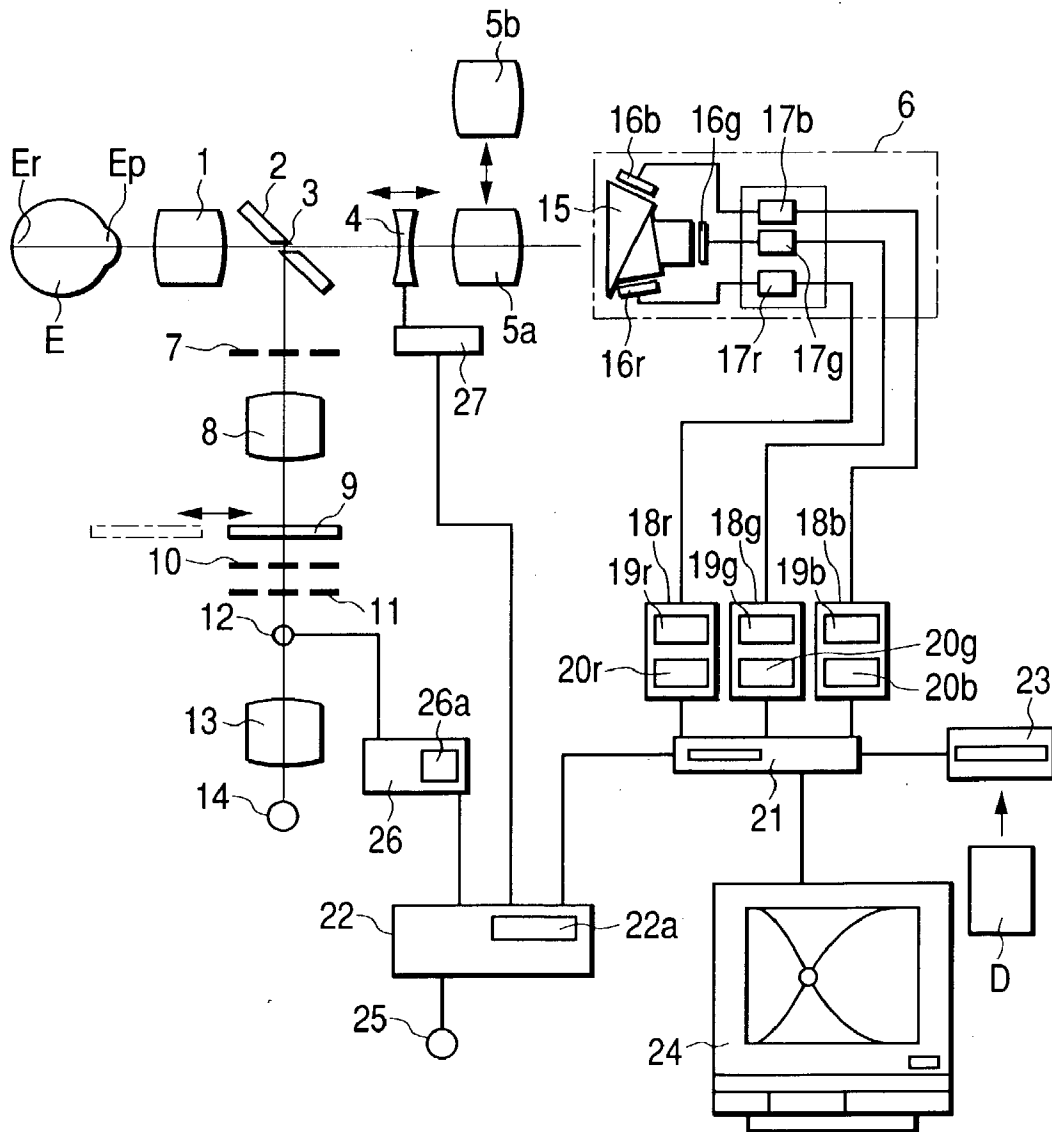 5b
16b 16g 17b 6
Er Ep 1 2 3 4 15
E 5a 16r 17r 17g
7 27
8
9
10 18r 18g 18b
11 19r 19g 19b
12 20r 20g 20b 23
13 26a
14 26 21
22 22a D
25 24